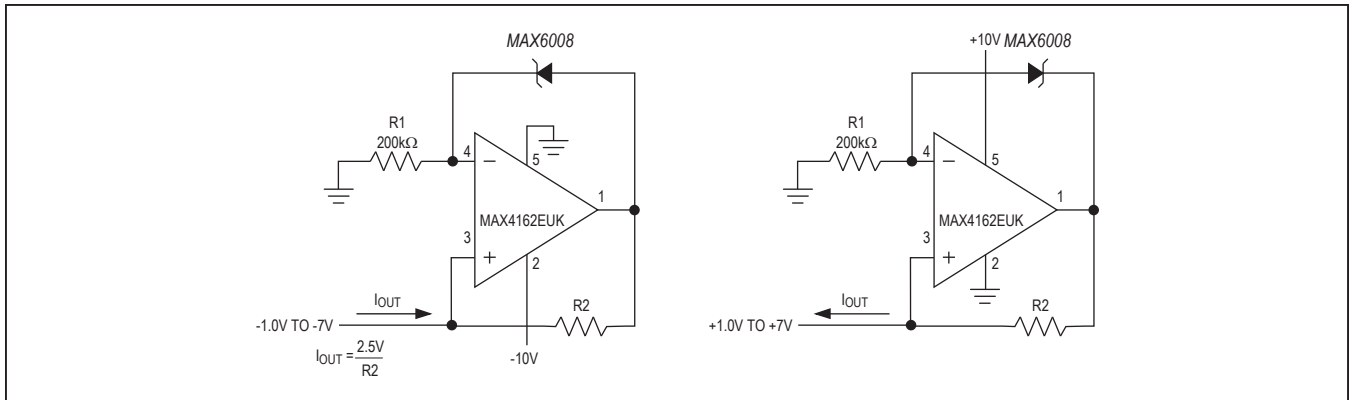 MAX6008
R1
200kΩ
4
−
5
1
MAX4162EUK
3
+
2
IOUT
R2
-1.0V TO -7V
IOUT = 2.5V
R2
-10V
+10V MAX6008
R1
200kΩ
4
−
5
1
MAX4162EUK
3
+
2
IOUT
R2
+1.0V TO +7V